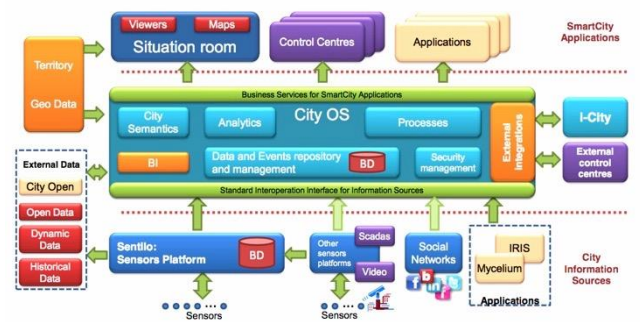 Viewers
Maps
Situation room
Control Centres
Applications
SmartCity
Applications
Territory
Geo Data
Business Services for SmartCity Applications
City
Semantics
Analytics
City OS
Processes
BI
Data and Events repository
and management
BD
Security
management
External
Integrations
I-City
External
control
centres
Standard Interoperation Interface for Information Sources
External Data
City Open
Open Data
Dynamic
Data
Historical
Data
Sentilo:
Sensors Platform
BD
Other
sensors
platforms
Scadas
Video
Social
Networks
IRIS
Mycelium
Applications
City
Information
Sources
Sensors
Sensors